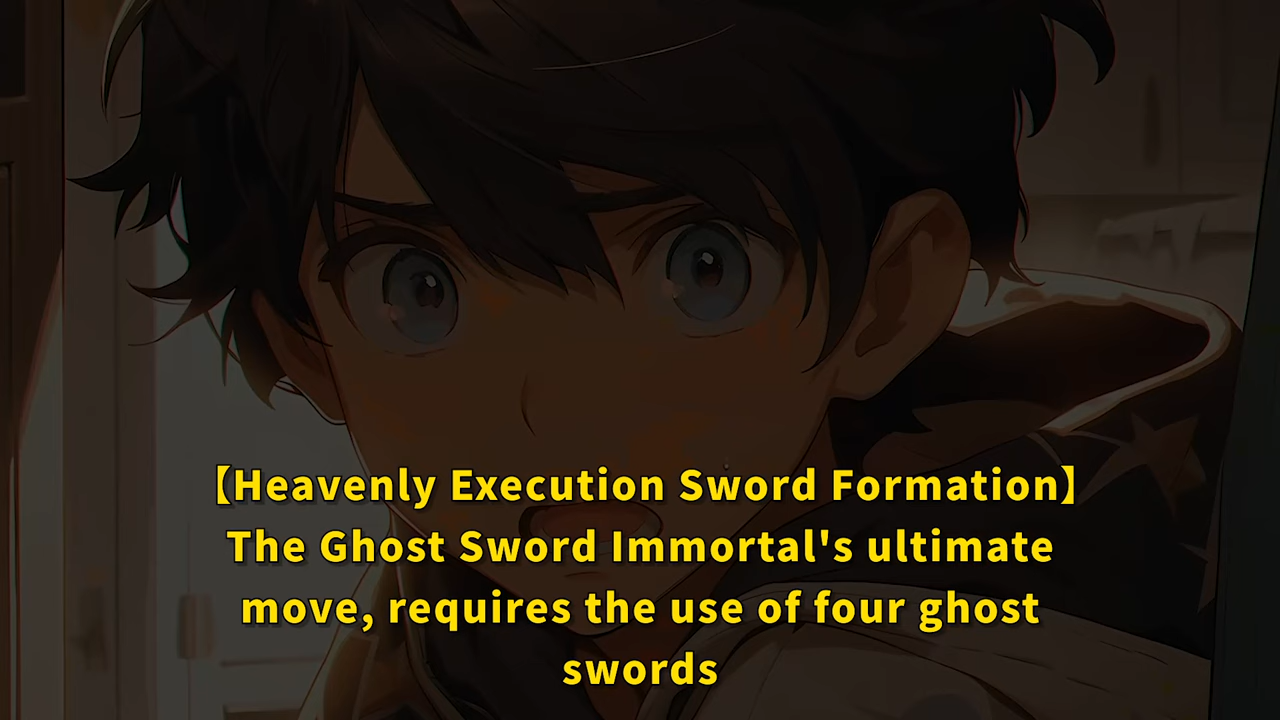 【Heavenly Execution Sword Formation】
The Ghost Sword Immortal's ultimate
move, requires the use of four ghost
swords